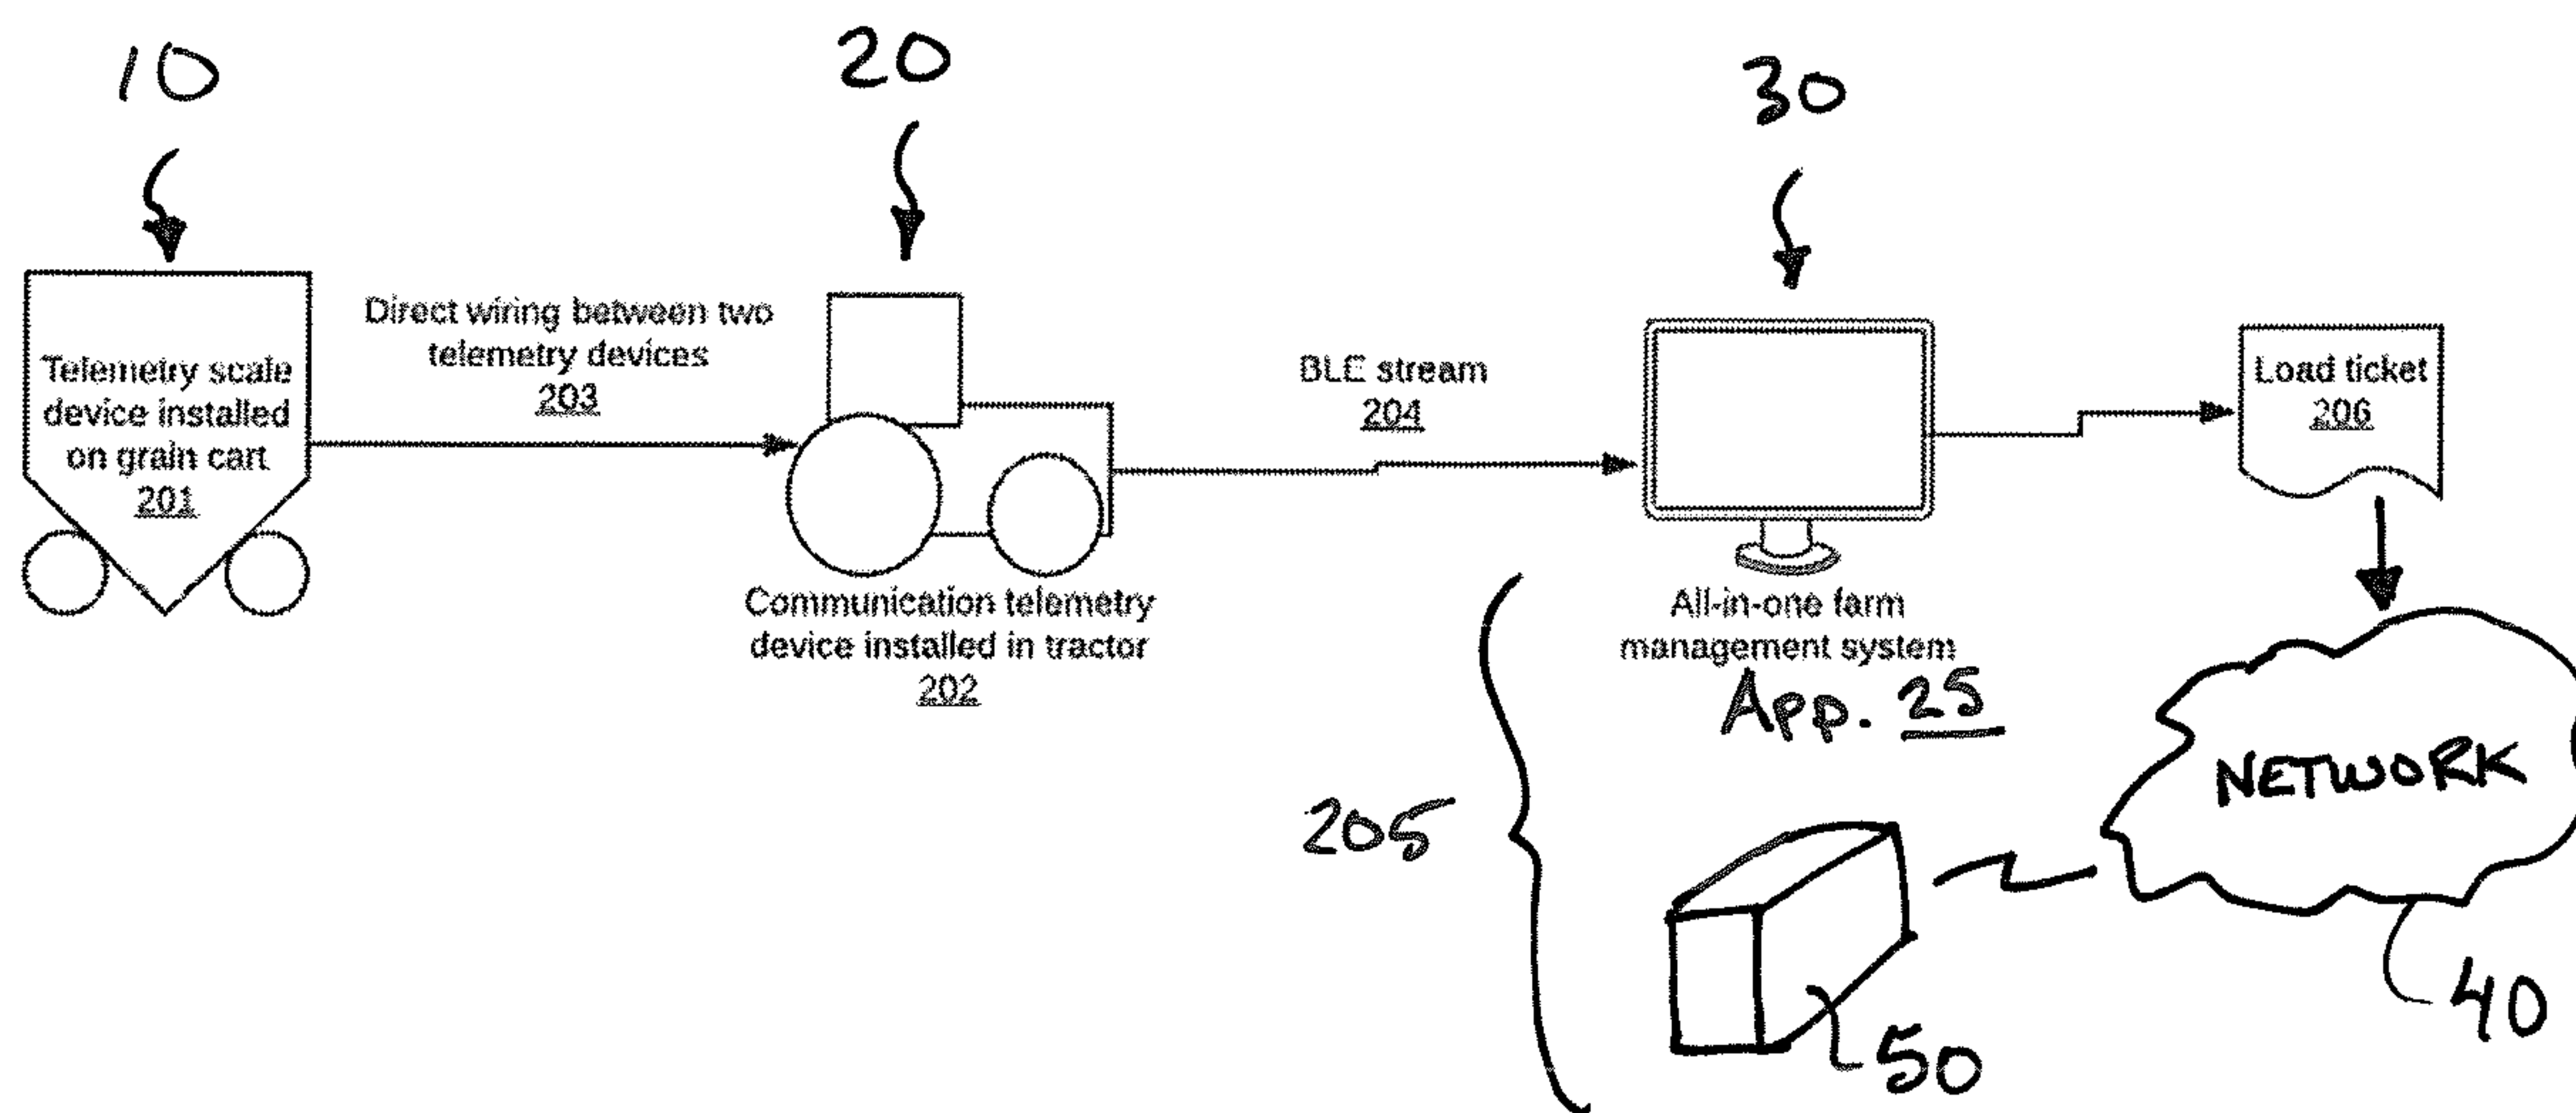 10
20
30
Direct wiring between two
telemetry devices
203
Telemetry scale
device installed
on grain cart
201
BLE stream
204
Load ticket
206
Communication telemetry
device installed in tractor
202
All-in-one farm
management system
App. 25
205
NETWORK
40
50